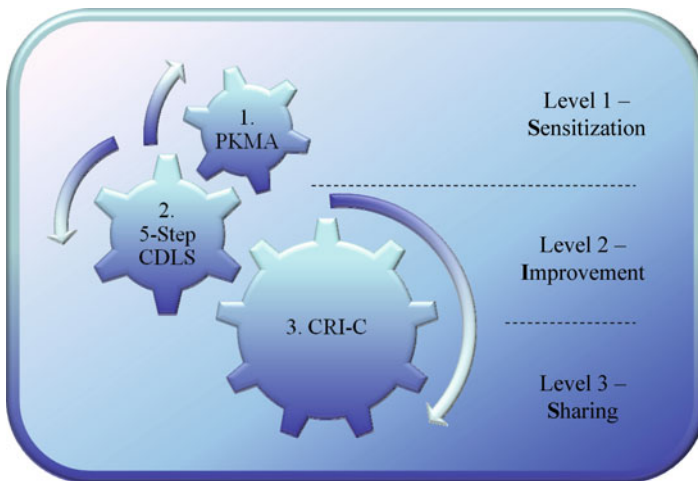 1.
PKMA
2.
5-Step
CDLS
3. CRI-C
Level 1 –
Sensitization
Level 2 –
Improvement
Level 3 –
Sharing